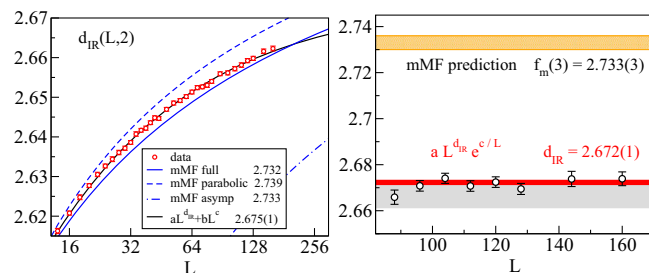 d_IR(L,2)
2.67
2.66
2.65
2.64
2.63
2.62
data
mMF full 2.732
mMF parabolic 2.739
mMF asymp 2.733
aL^{d_IR}+bL^c 2.675(1)
16 32 64 128 256
L
2.74
2.72
2.70
2.68
2.66
mMF prediction f_m(3) = 2.733(3)
a L^{d_IR} e^{c / L} d_IR = 2.672(1)
100 120 140 160
L